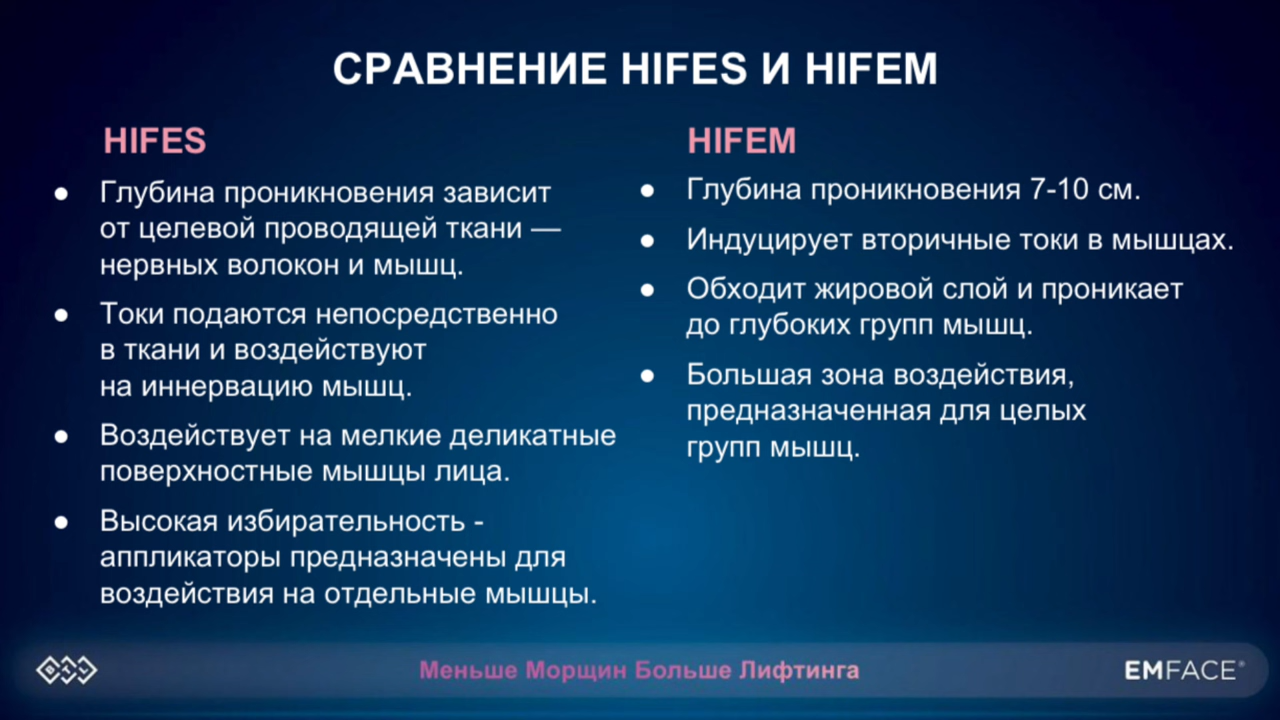 СРАВНЕНИЕ HIFES И HIFEM
HIFES
● Глубина проникновения зависит
от целевой проводящей ткани —
нервных волокон и мышц.
● Токи подаются непосредственно
в ткани и воздействуют
на иннервацию мышц.
● Воздействует на мелкие деликатные
поверхностные мышцы лица.
● Высокая избирательность -
аппликаторы предназначены для
воздействия на отдельные мышцы.
HIFEM
● Глубина проникновения 7-10 см.
● Индуцирует вторичные токи в мышцах.
● Обходит жировой слой и проникает
до глубоких групп мышц.
● Большая зона воздействия,
предназначенная для целых
групп мышц.
BTL
Меньше Морщин Больше Лифтинга
EMFACE®